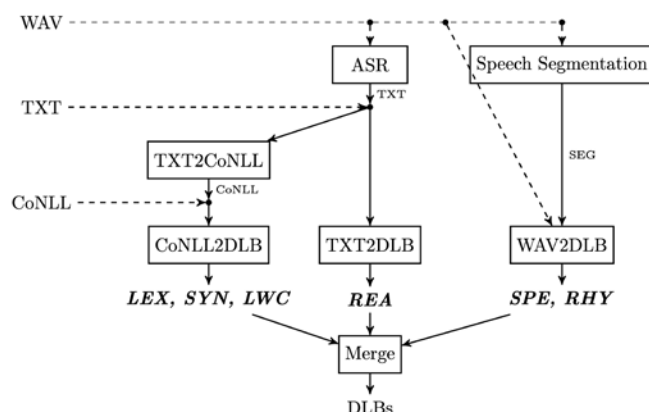 WAV
ASR
Speech Segmentation
TXT
TXT
TXT2CoNLL
SEG
CoNLL
CoNLL
CoNLL2DLB
TXT2DLB
WAV2DLB
LEX, SYN, LWC
REA
SPE, RHY
Merge
DLBs